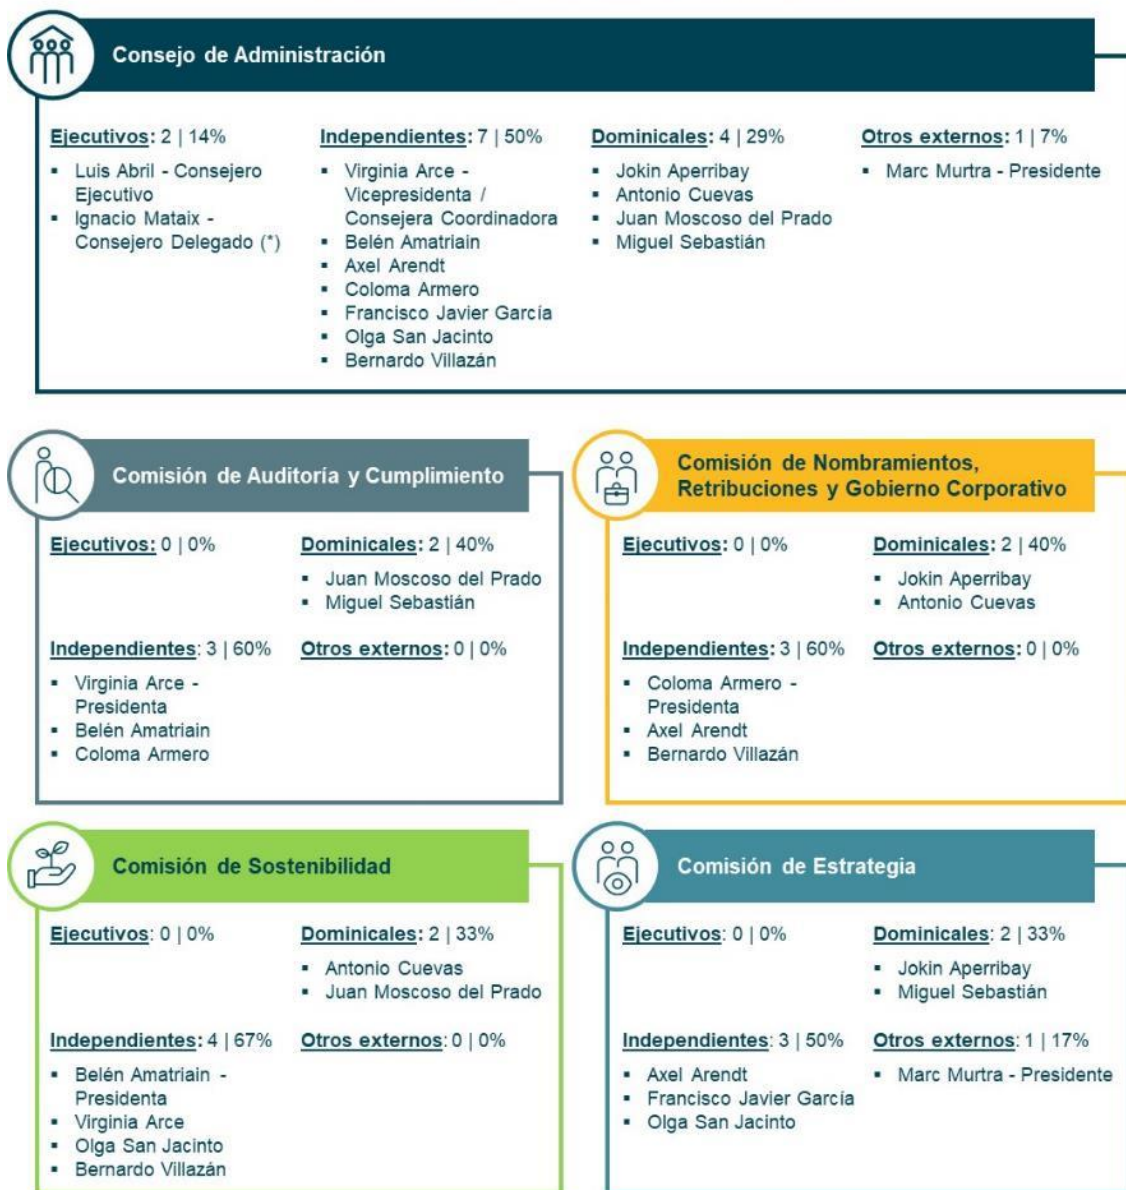 Consejo de Administración
Ejecutivos: 2 | 14%
▪ Luis Abril - Consejero
Ejecutivo
▪ Ignacio Mataix -
Consejero Delegado (*)
Independientes: 7 | 50%
▪ Virginia Arce -
Vicepresidenta /
Consejera Coordinadora
▪ Belén Amatriain
▪ Axel Arendt
▪ Coloma Armero
▪ Francisco Javier García
▪ Olga San Jacinto
▪ Bernardo Villazán
Dominicales: 4 | 29%
▪ Jokin Aperribay
▪ Antonio Cuevas
▪ Juan Moscoso del Prado
▪ Miguel Sebastián
Otros externos: 1 | 7%
▪ Marc Murtra - Presidente
Comisión de Auditoría y Cumplimiento
Ejecutivos: 0 | 0%
Dominicales: 2 | 40%
▪ Juan Moscoso del Prado
▪ Miguel Sebastián
Independientes: 3 | 60%
▪ Virginia Arce -
Presidenta
▪ Belén Amatriain
▪ Coloma Armero
Otros externos: 0 | 0%
Comisión de Nombramientos,
Retribuciones y Gobierno Corporativo
Ejecutivos: 0 | 0%
Dominicales: 2 | 40%
▪ Jokin Aperribay
▪ Antonio Cuevas
Independientes: 3 | 60%
▪ Coloma Armero -
Presidenta
▪ Axel Arendt
▪ Bernardo Villazán
Otros externos: 0 | 0%
Comisión de Sostenibilidad
Ejecutivos: 0 | 0%
Dominicales: 2 | 33%
▪ Antonio Cuevas
▪ Juan Moscoso del Prado
Independientes: 4 | 67%
▪ Belén Amatriain -
Presidenta
▪ Virginia Arce
▪ Olga San Jacinto
▪ Bernardo Villazán
Otros externos: 0 | 0%
Comisión de Estrategia
Ejecutivos: 0 | 0%
Dominicales: 2 | 33%
▪ Jokin Aperribay
▪ Miguel Sebastián
Independientes: 3 | 50%
▪ Axel Arendt
▪ Francisco Javier García
▪ Olga San Jacinto
Otros externos: 1 | 17%
▪ Marc Murtra - Presidente